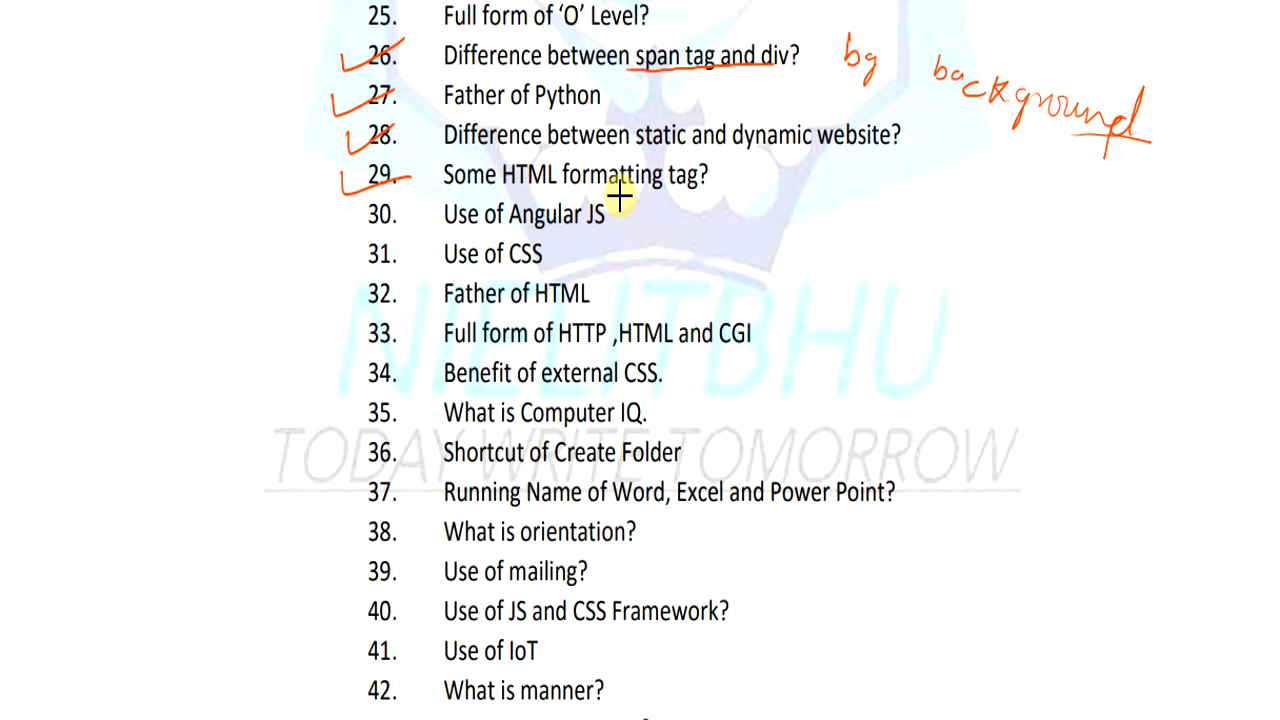 25. Full form of ‘O’ Level?
26. Difference between span tag and div? bg background
27. Father of Python
28. Difference between static and dynamic website?
29. Some HTML formatting tag?
30. Use of Angular JS
31. Use of CSS
32. Father of HTML
33. Full form of HTTP ,HTML and CGI
NIELITBHU
34. Benefit of external CSS.
35. What is Computer IQ.
TODAY WRITE TOMORROW
36. Shortcut of Create Folder
37. Running Name of Word, Excel and Power Point?
38. What is orientation?
39. Use of mailing?
40. Use of JS and CSS Framework?
41. Use of IoT
42. What is manner?